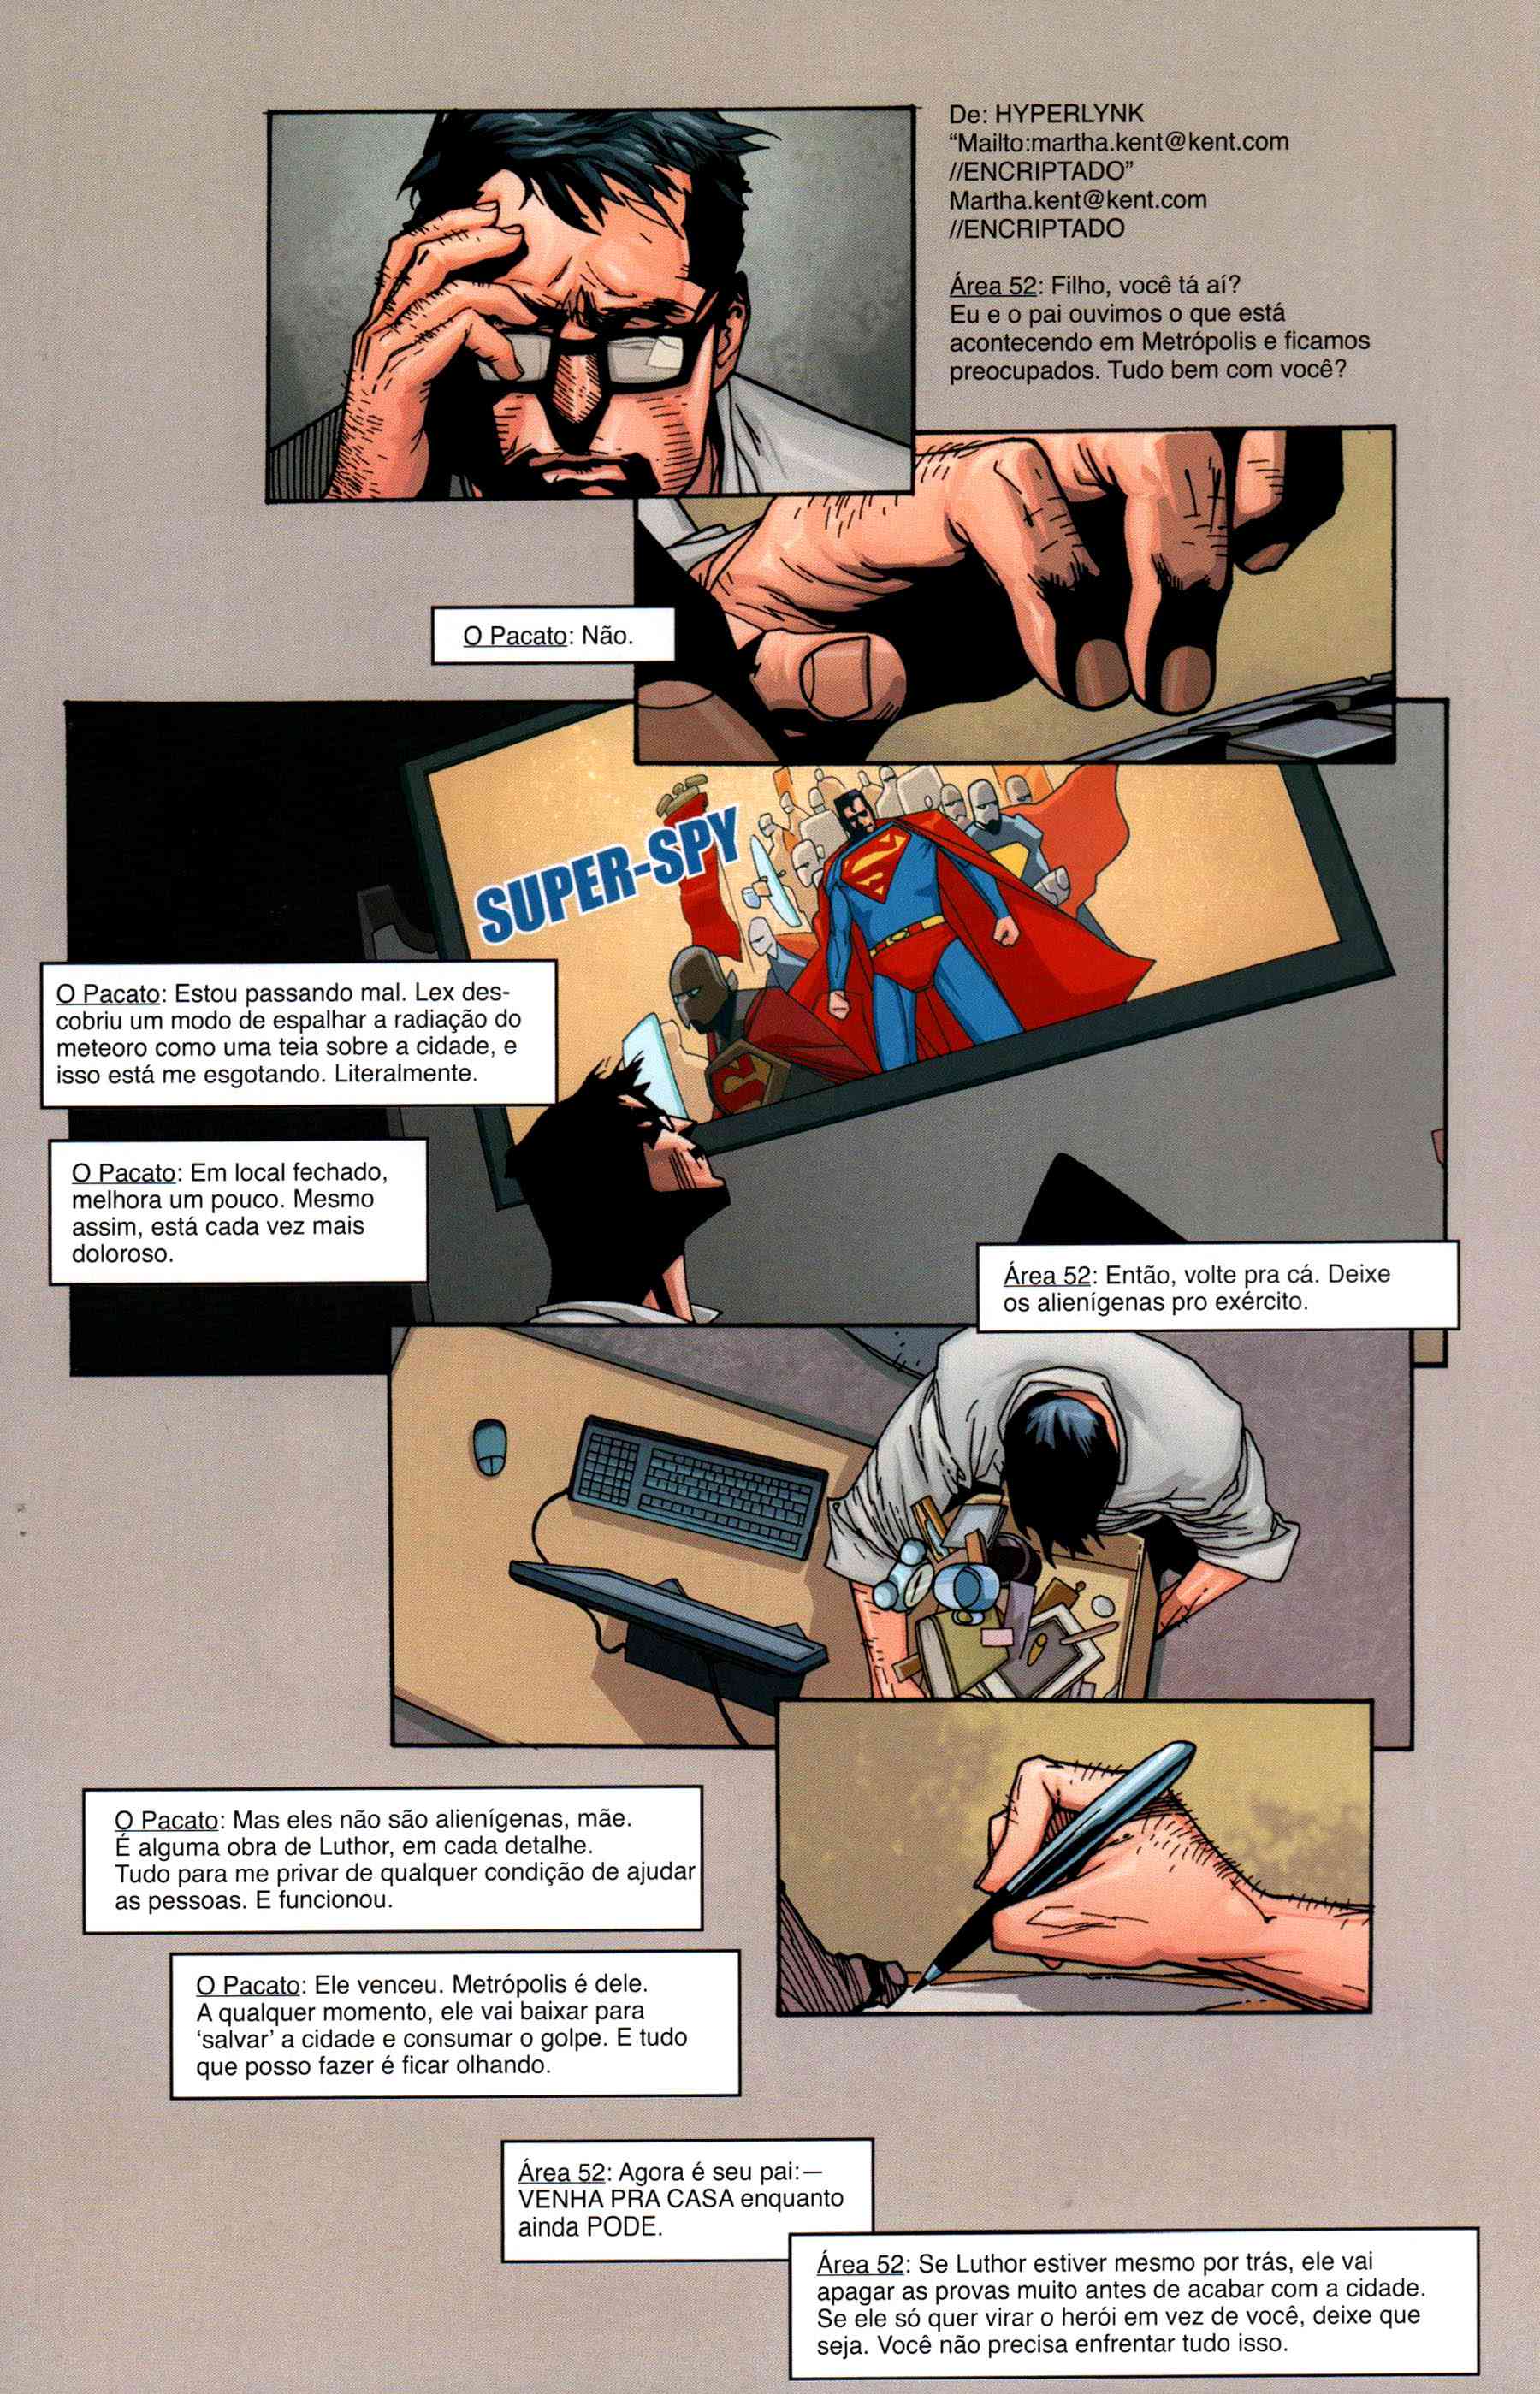 De: HYPERLYNK
“Mailto:martha.kent@kent.com
//ENCRIPTADO”
Martha.kent@kent.com
//ENCRIPTADO
Área 52: Filho, você tá aí?
Eu e o pai ouvimos o que está
acontecendo em Metrópolis e ficamos
preocupados. Tudo bem com você?
O Pacato: Não.
SUPER-SPY
O Pacato: Estou passando mal. Lex des-
cobriu um modo de espalhar a radiação do
meteoro como uma teia sobre a cidade, e
isso está me esgotando. Literalmente.
O Pacato: Em local fechado,
melhora um pouco. Mesmo
assim, está cada vez mais
doloroso.
Área 52: Então, volte pra cá. Deixe
os alienígenas pro exército.
O Pacato: Mas eles não são alienígenas, mãe.
É alguma obra de Luthor, em cada detalhe.
Tudo para me privar de qualquer condição de ajudar
as pessoas. E funcionou.
O Pacato: Ele venceu. Metrópolis é dele.
A qualquer momento, ele vai baixar para
‘salvar’ a cidade e consumar o golpe. E tudo
que posso fazer é ficar olhando.
Área 52: Agora é seu pai:—
VENHA PRA CASA enquanto
ainda PODE.
Área 52: Se Luthor estiver mesmo por trás, ele vai
apagar as provas muito antes de acabar com a cidade.
Se ele só quer virar o herói em vez de você, deixe que
seja. Você não precisa enfrentar tudo isso.